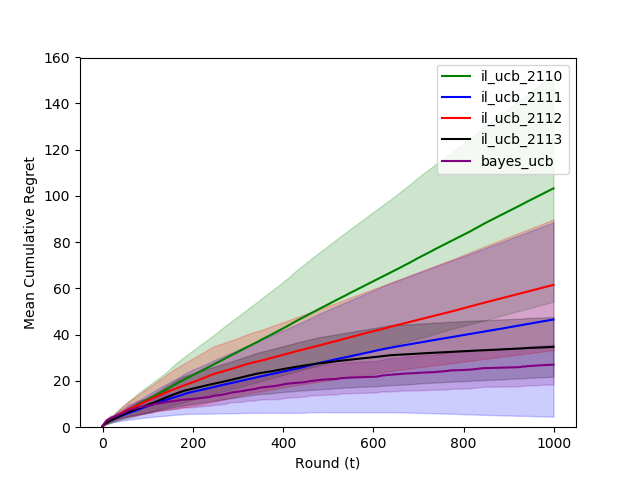 160
140
120
100
80
60
40
20
0
Mean Cumulative Regret
il_ucb_2110
il_ucb_2111
il_ucb_2112
il_ucb_2113
bayes_ucb
0 200 400 600 800 1000
Round (t)